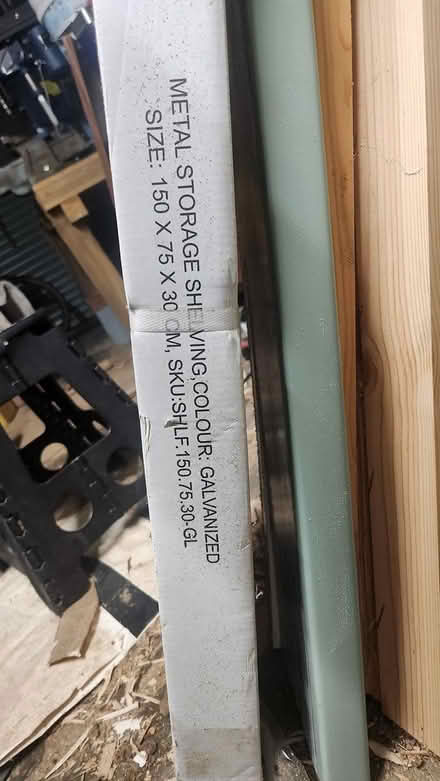 METAL STORAGE SHELVING,COLOUR: GALVANIZED
SIZE: 150 X 75 X 30 CM, SKU:SHLF.150.75.30-GL